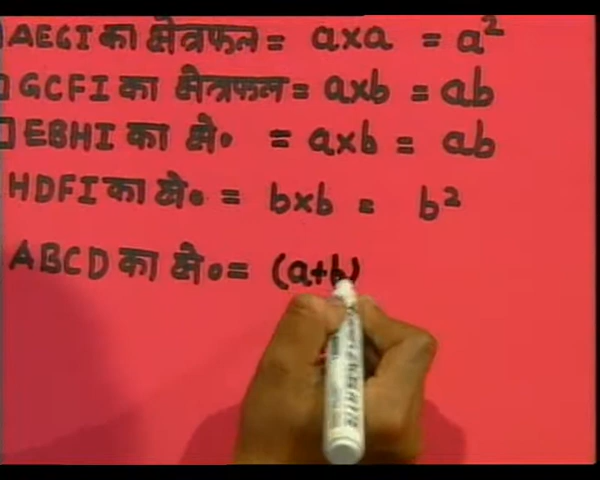 AEGI का क्षेत्रफल = a×a = a²
□ GCFI का क्षेत्रफल = a×b = ab
□ EBHI का क्षे० = a×b = ab
HDFI का क्षे० = b×b = b²
ABCD का क्षे० = (a+b)